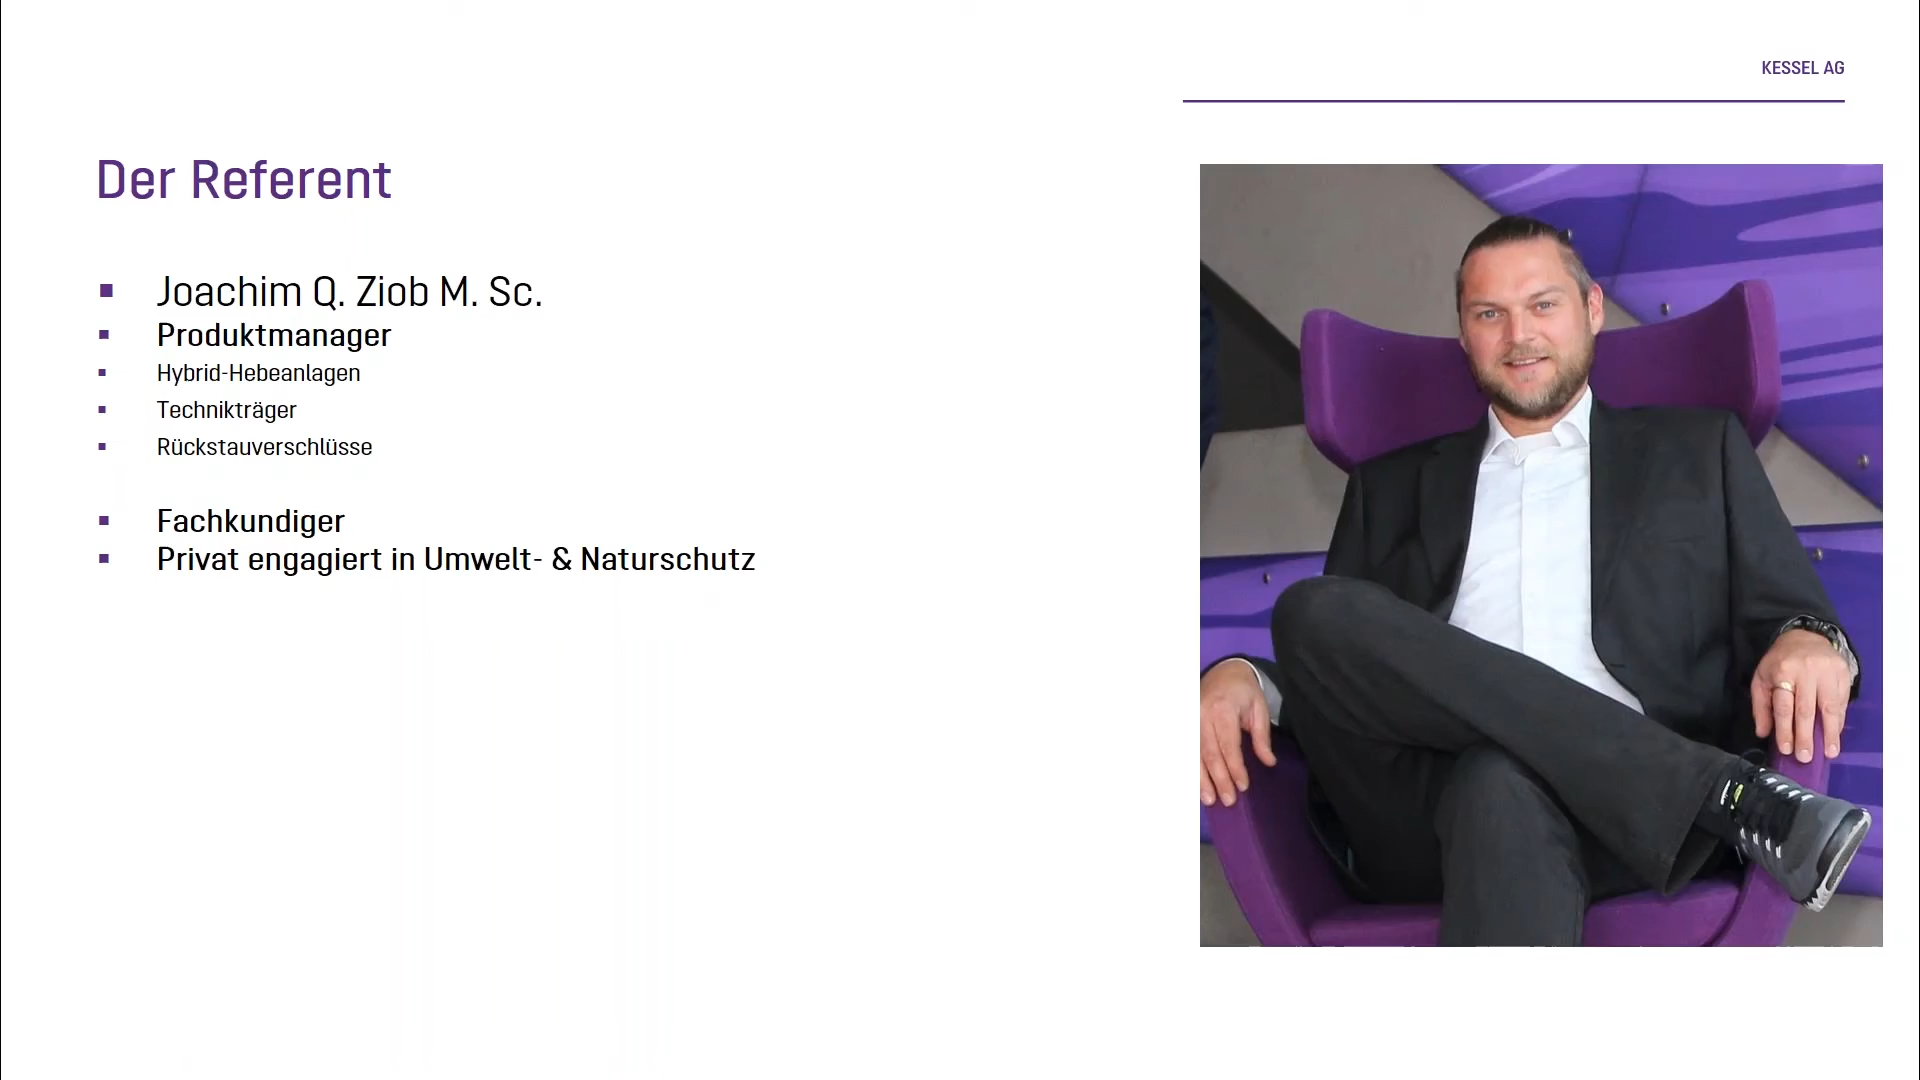 KESSEL AG
Der Referent
Joachim Q. Ziob M. Sc.
Produktmanager
Hybrid-Hebeanlagen
Technikträger
Rückstauverschlüsse
Fachkundiger
Privat engagiert in Umwelt- & Naturschutz